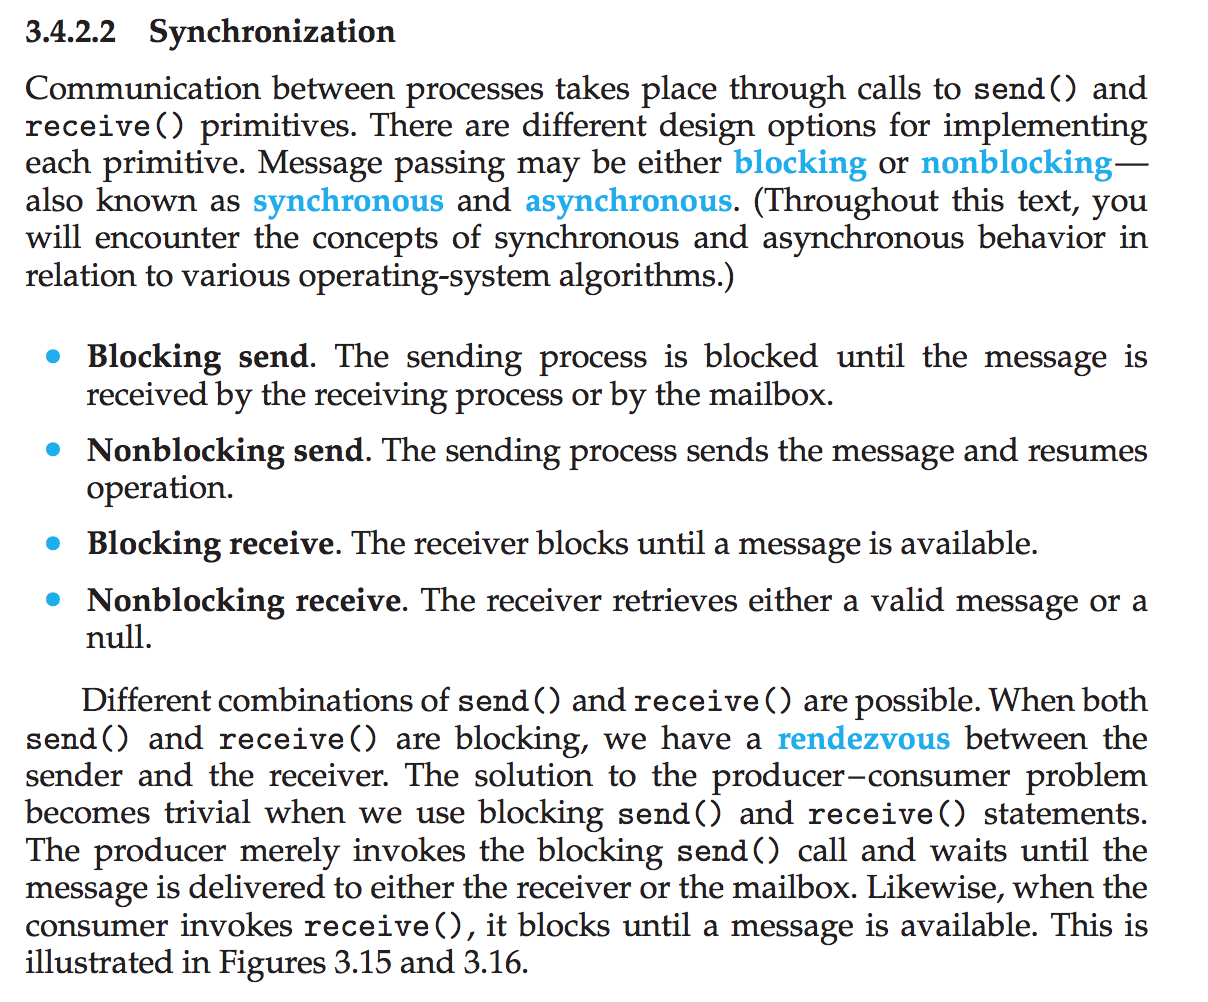 3.4.2.2 Synchronization
Communication between processes takes place through calls to send() and
receive() primitives. There are different design options for implementing
each primitive. Message passing may be either blocking or nonblocking—
also known as synchronous and asynchronous. (Throughout this text, you
will encounter the concepts of synchronous and asynchronous behavior in
relation to various operating-system algorithms.)
• Blocking send. The sending process is blocked until the message is
received by the receiving process or by the mailbox.
• Nonblocking send. The sending process sends the message and resumes
operation.
• Blocking receive. The receiver blocks until a message is available.
• Nonblocking receive. The receiver retrieves either a valid message or a
null.
Different combinations of send() and receive() are possible. When both
send() and receive() are blocking, we have a rendezvous between the
sender and the receiver. The solution to the producer–consumer problem
becomes trivial when we use blocking send() and receive() statements.
The producer merely invokes the blocking send() call and waits until the
message is delivered to either the receiver or the mailbox. Likewise, when the
consumer invokes receive(), it blocks until a message is available. This is
illustrated in Figures 3.15 and 3.16.